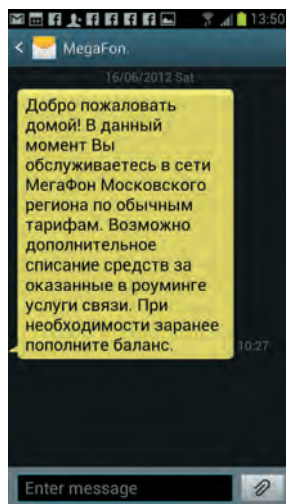 13:50
MegaFon.
16/06/2012 Sat
Добро пожаловать
домой! В данный
момент Вы
обслуживаетесь в сети
МегаФон Московского
региона по обычным
тарифам. Возможно
дополнительное
списание средств за
оказанные в роуминге
услуги связи. При
необходимости заранее
пополните баланс.
10:27
Enter message